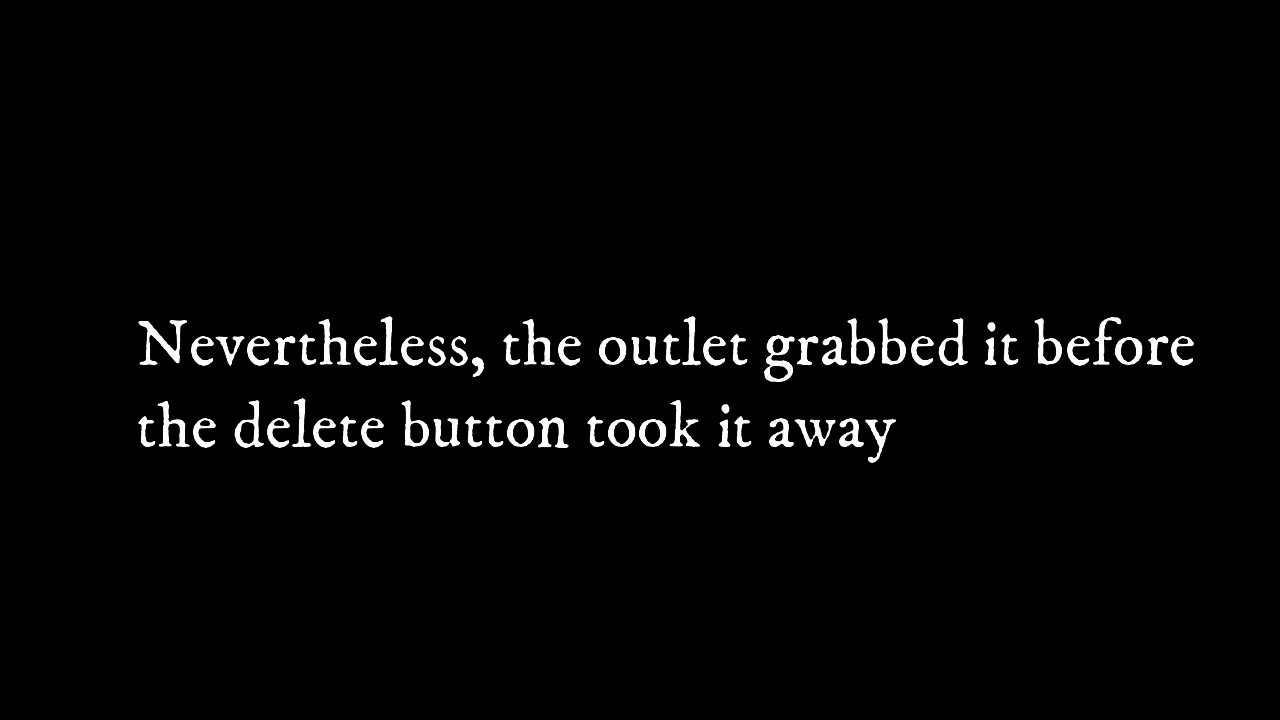 Nevertheless, the outlet grabbed it before
the delete button took it away